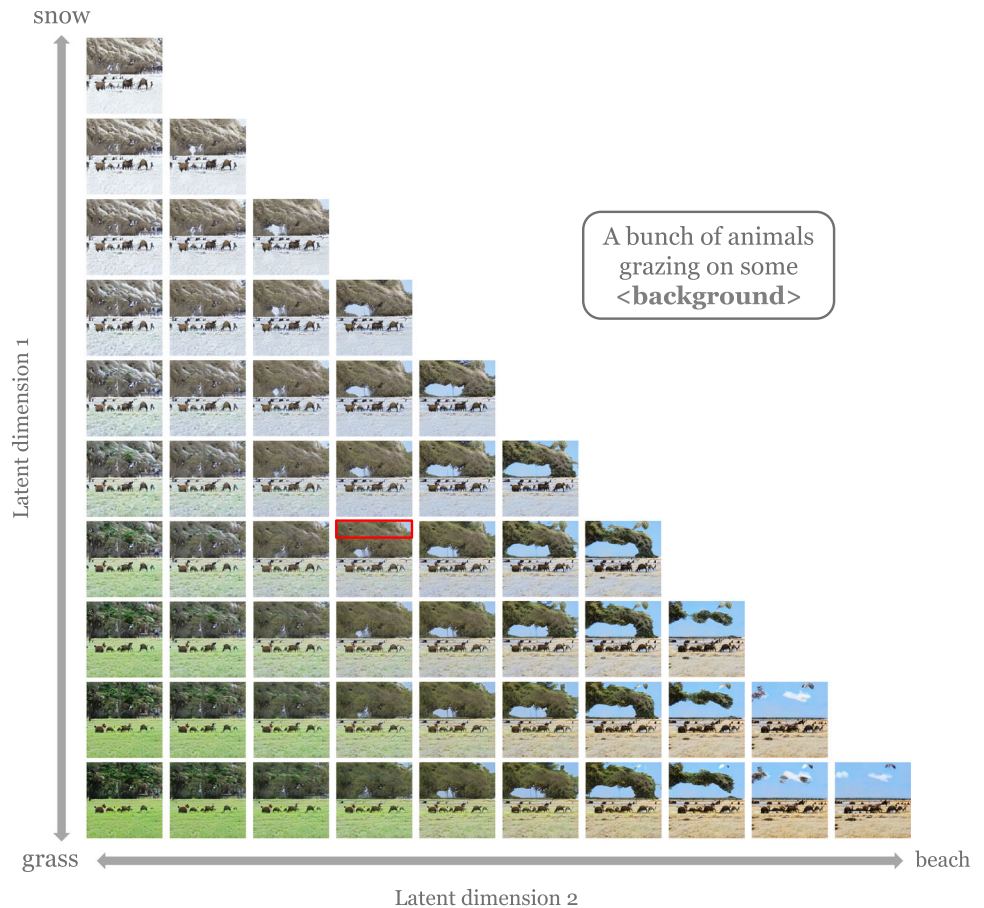 snow
A bunch of animals
grazing on some
<background>
Latent dimension 1
grass
beach
Latent dimension 2